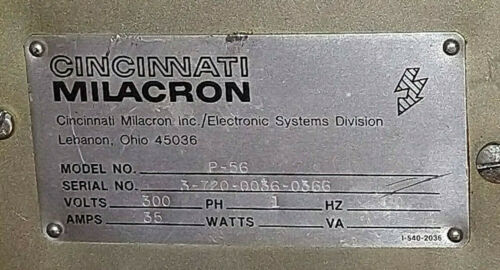 CINCINNATI
MILACRON
Cincinnati Milacron Inc./Electronic Systems Division
Lebanon, Ohio 45036
MODEL NO. P-56
SERIAL NO. 3-720-0036-0366
VOLTS 300 PH 1 HZ
AMPS 35 WATTS VA
1-540-2036